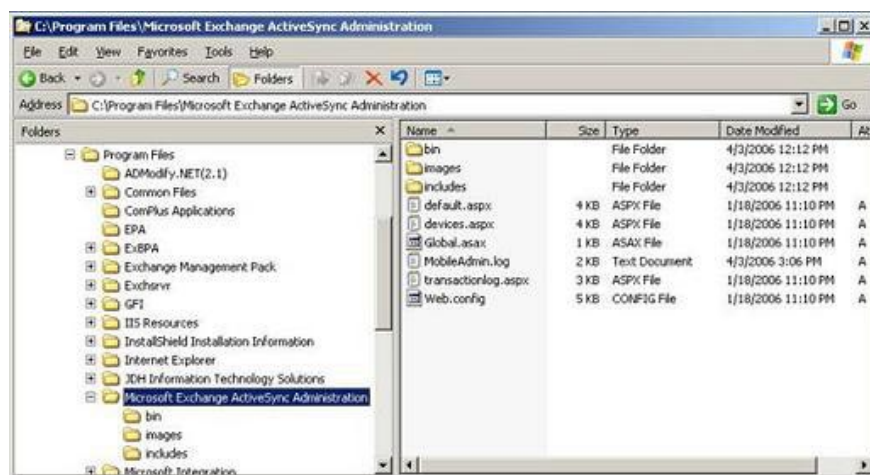 C:\Program Files\Microsoft Exchange ActiveSync Administration
File Edit View Favorites Tools Help
Back Search Folders
Address C:\Program Files\Microsoft Exchange ActiveSync Administration Go
Folders
Program Files
ADModify.NET(2.1)
Common Files
ComPlus Applications
EPA
ExBPA
Exchange Management Pack
Exchsrvr
GFI
IIS Resources
InstallShield Installation Information
Internet Explorer
JDH Information Technology Solutions
Microsoft Exchange ActiveSync Administration
bin
images
includes
Microsoft Integration
Name Size Type Date Modified At
bin File Folder 4/3/2006 12:12 PM
images File Folder 4/3/2006 12:12 PM
includes File Folder 4/3/2006 12:12 PM
default.aspx 4 KB ASPX File 1/18/2006 11:10 PM A
devices.aspx 4 KB ASPX File 1/18/2006 11:10 PM A
Global.asax 1 KB ASAX File 1/18/2006 11:10 PM A
MobileAdmin.log 2 KB Text Document 4/3/2006 3:06 PM A
transactionlog.aspx 3 KB ASPX File 1/18/2006 11:10 PM A
Web.config 5 KB CONFIG File 1/18/2006 11:10 PM A